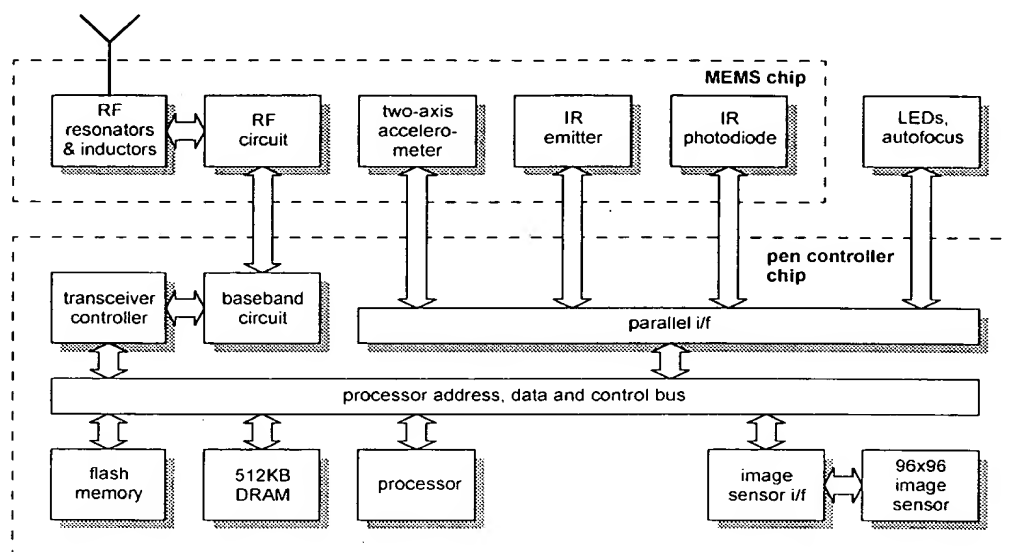 MEMS chip
RF
resonators
& inductors
RF
circuit
two-axis
accelero-
meter
IR
emitter
IR
photodiode
LEDs,
autofocus
pen controller
chip
transceiver
controller
baseband
circuit
parallel i/f
processor address, data and control bus
flash
memory
512KB
DRAM
processor
image
sensor i/f
96x96
image
sensor